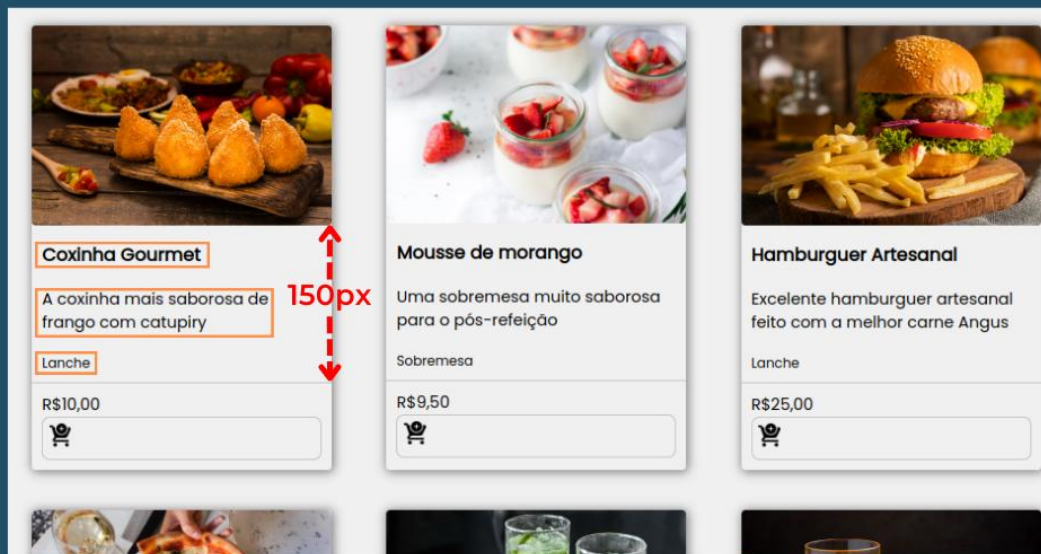 Coxinha Gourmet
A coxinha mais saborosa de
frango com catupiry
Lanche
R$10,00
150px
Mousse de morango
Uma sobremesa muito saborosa
para o pós-refeição
Sobremesa
R$9,50
Hamburguer Artesanal
Excelente hamburguer artesanal
feito com a melhor carne Angus
Lanche
R$25,00